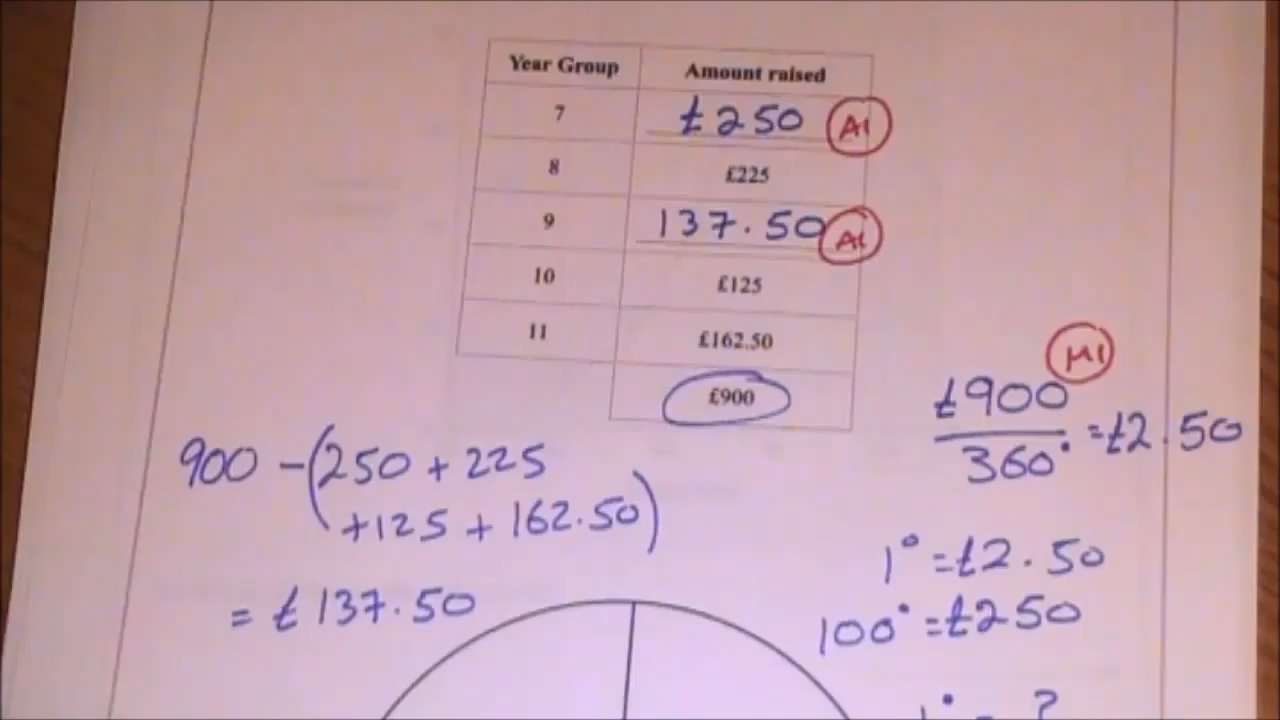 Year Group Amount raised
7 £250 A1
8 £225
9 137.50 A1
10 £125
11 £162.50
£900
M1
£900
360° = £2.50
900 - (250 + 225
+125 + 162.50)
= £137.50
1° = £2.50
100° = £250
1° = ?